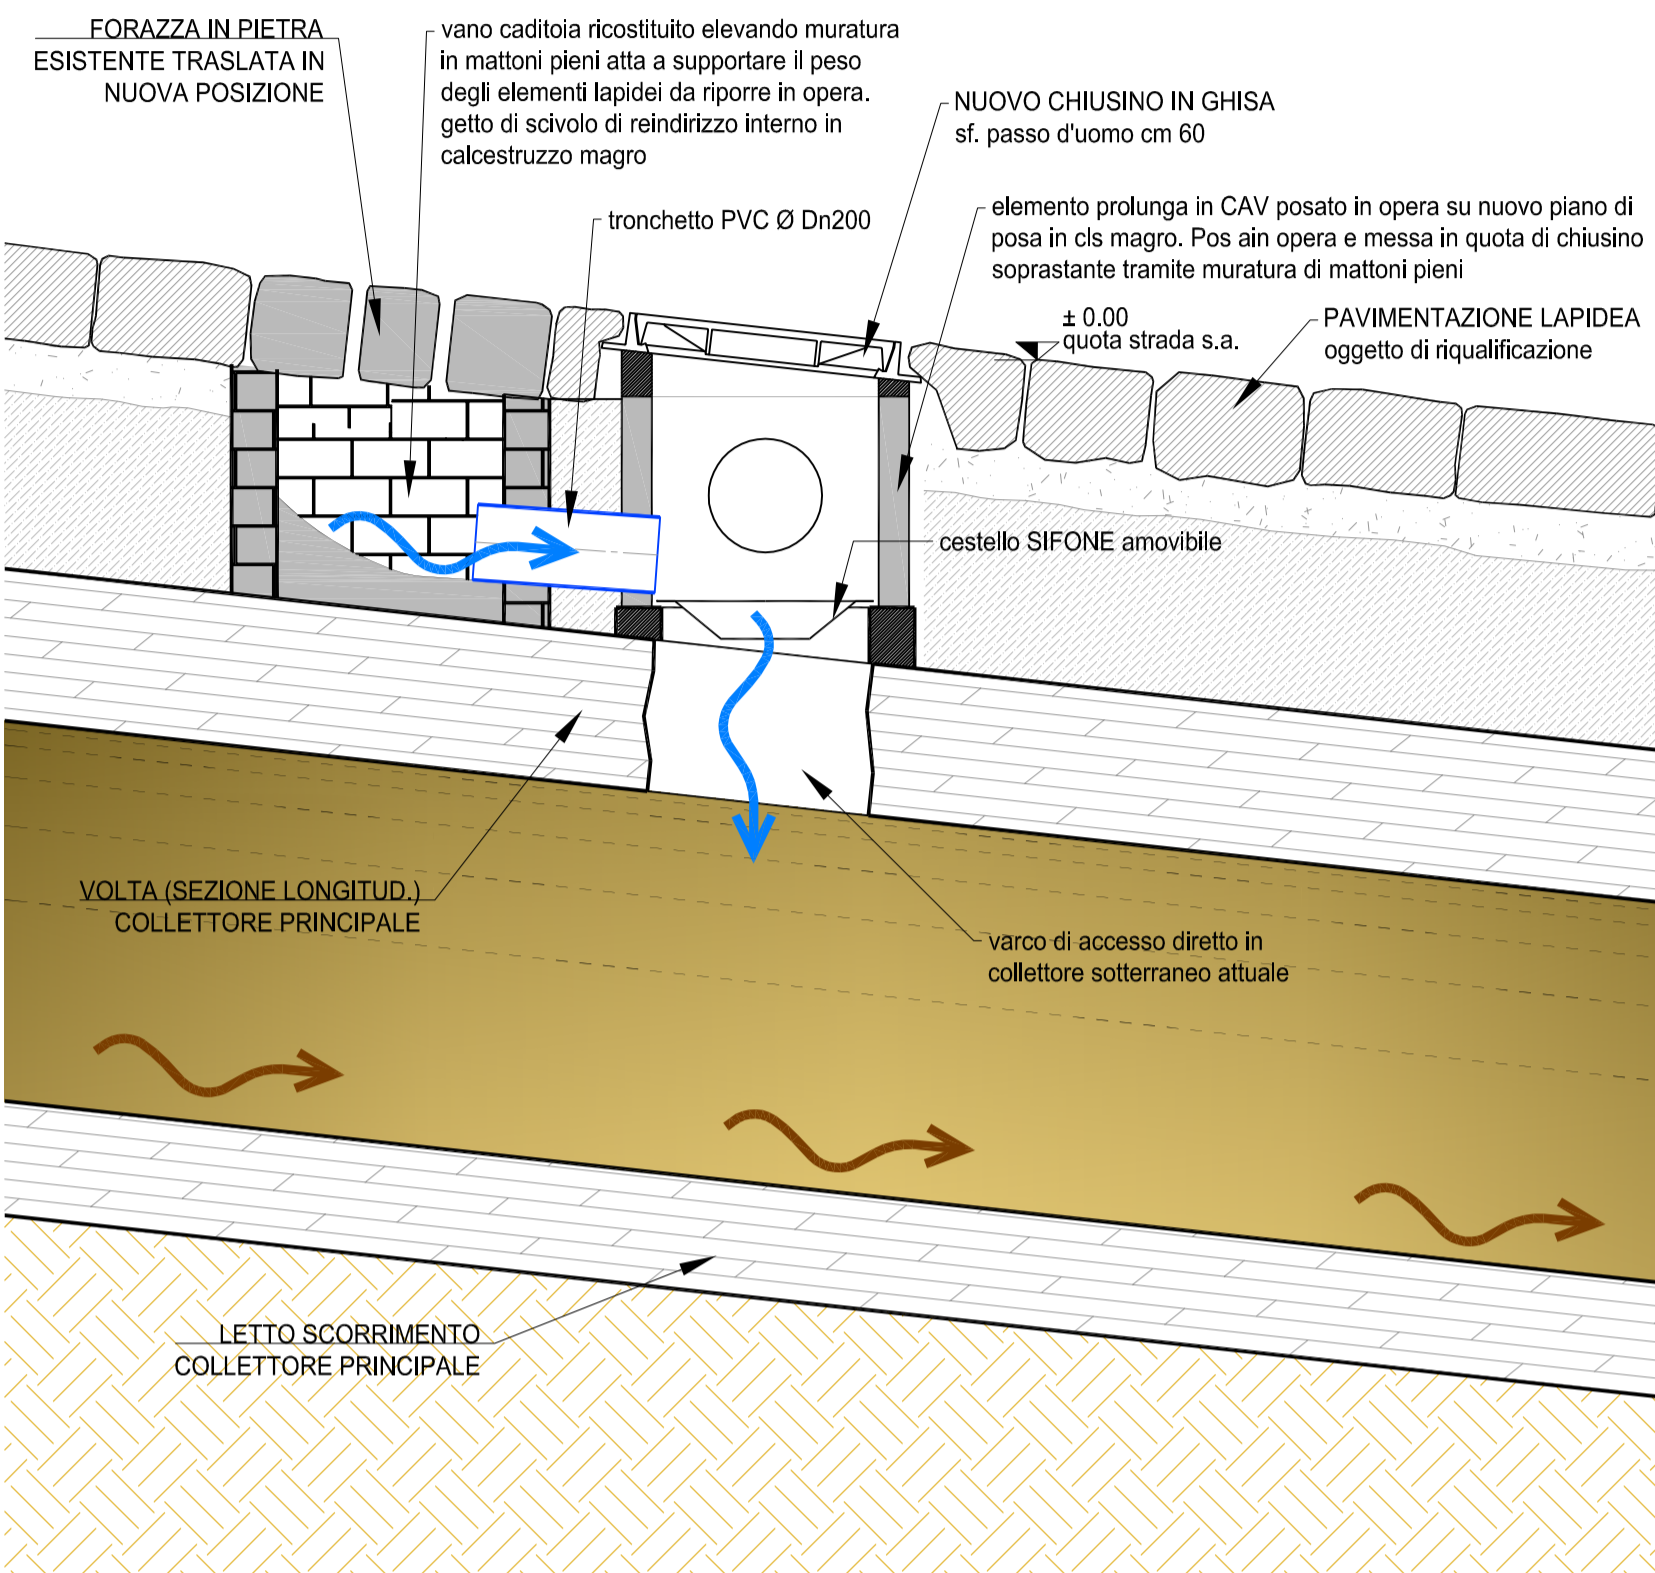 FORAZZA IN PIETRA
ESISTENTE TRASLATA IN
NUOVA POSIZIONE
vano caditoia ricostituito elevando muratura
in mattoni pieni atta a supportare il peso
degli elementi lapidei da riporre in opera.
getto di scivolo di reindirizzo interno in
calcestruzzo magro
NUOVO CHIUSINO IN GHISA
sf. passo d'uomo cm 60
tronchetto PVC Ø Dn200
elemento prolunga in CAV posato in opera su nuovo piano di
posa in cls magro. Pos ain opera e messa in quota di chiusino
soprastante tramite muratura di mattoni pieni
± 0.00
quota strada s.a.
PAVIMENTAZIONE LAPIDEA
oggetto di riqualificazione
cestello SIFONE amovibile
VOLTA (SEZIONE LONGITUD.)
COLLETTORE PRINCIPALE
varco di accesso diretto in
collettore sotterraneo attuale
LETTO SCORRIMENTO
COLLETTORE PRINCIPALE